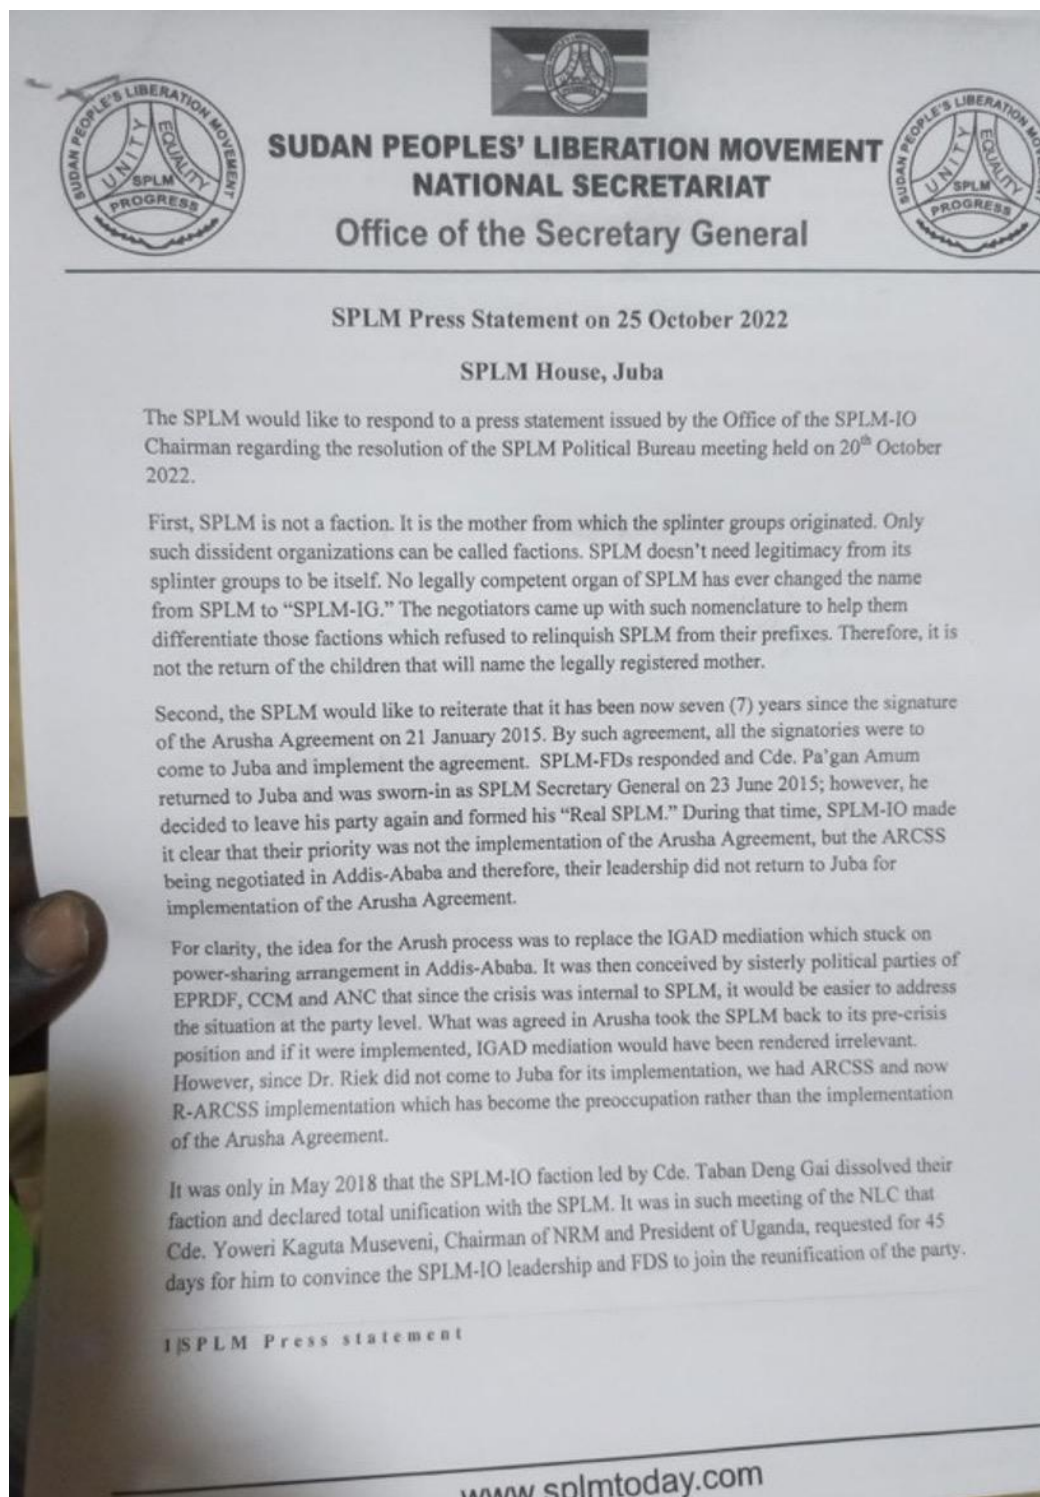 SUDAN PEOPLE'S LIBERATION MOVEMENT
UNITY
EQUALITY
SPLM
PROGRESS
SUDAN PEOPLES' LIBERATION MOVEMENT
NATIONAL SECRETARIAT
Office of the Secretary General
SUDAN PEOPLE'S LIBERATION
UNITY
EQUALITY
SPLM
PROGRESS
SPLM Press Statement on 25 October 2022
SPLM House, Juba
The SPLM would like to respond to a press statement issued by the Office of the SPLM-IO
Chairman regarding the resolution of the SPLM Political Bureau meeting held on 20th October
2022.
First, SPLM is not a faction. It is the mother from which the splinter groups originated. Only
such dissident organizations can be called factions. SPLM doesn't need legitimacy from its
splinter groups to be itself. No legally competent organ of SPLM has ever changed the name
from SPLM to “SPLM-IG.” The negotiators came up with such nomenclature to help them
differentiate those factions which refused to relinquish SPLM from their prefixes. Therefore, it is
not the return of the children that will name the legally registered mother.
Second, the SPLM would like to reiterate that it has been now seven (7) years since the signature
of the Arusha Agreement on 21 January 2015. By such agreement, all the signatories were to
come to Juba and implement the agreement. SPLM-FDs responded and Cde. Pa'gan Amum
returned to Juba and was sworn-in as SPLM Secretary General on 23 June 2015; however, he
decided to leave his party again and formed his “Real SPLM.” During that time, SPLM-IO made
it clear that their priority was not the implementation of the Arusha Agreement, but the ARCSS
being negotiated in Addis-Ababa and therefore, their leadership did not return to Juba for
implementation of the Arusha Agreement.
For clarity, the idea for the Arush process was to replace the IGAD mediation which stuck on
power-sharing arrangement in Addis-Ababa. It was then conceived by sisterly political parties of
EPRDF, CCM and ANC that since the crisis was internal to SPLM, it would be easier to address
the situation at the party level. What was agreed in Arusha took the SPLM back to its pre-crisis
position and if it were implemented, IGAD mediation would have been rendered irrelevant.
However, since Dr. Riek did not come to Juba for its implementation, we had ARCSS and now
R-ARCSS implementation which has become the preoccupation rather than the implementation
of the Arusha Agreement.
It was only in May 2018 that the SPLM-IO faction led by Cde. Taban Deng Gai dissolved their
faction and declared total unification with the SPLM. It was in such meeting of the NLC that
Cde. Yoweri Kaguta Museveni, Chairman of NRM and President of Uganda, requested for 45
days for him to convince the SPLM-IO leadership and FDS to join the reunification of the party.
1|SPLM Press statement
www.splmtoday.com